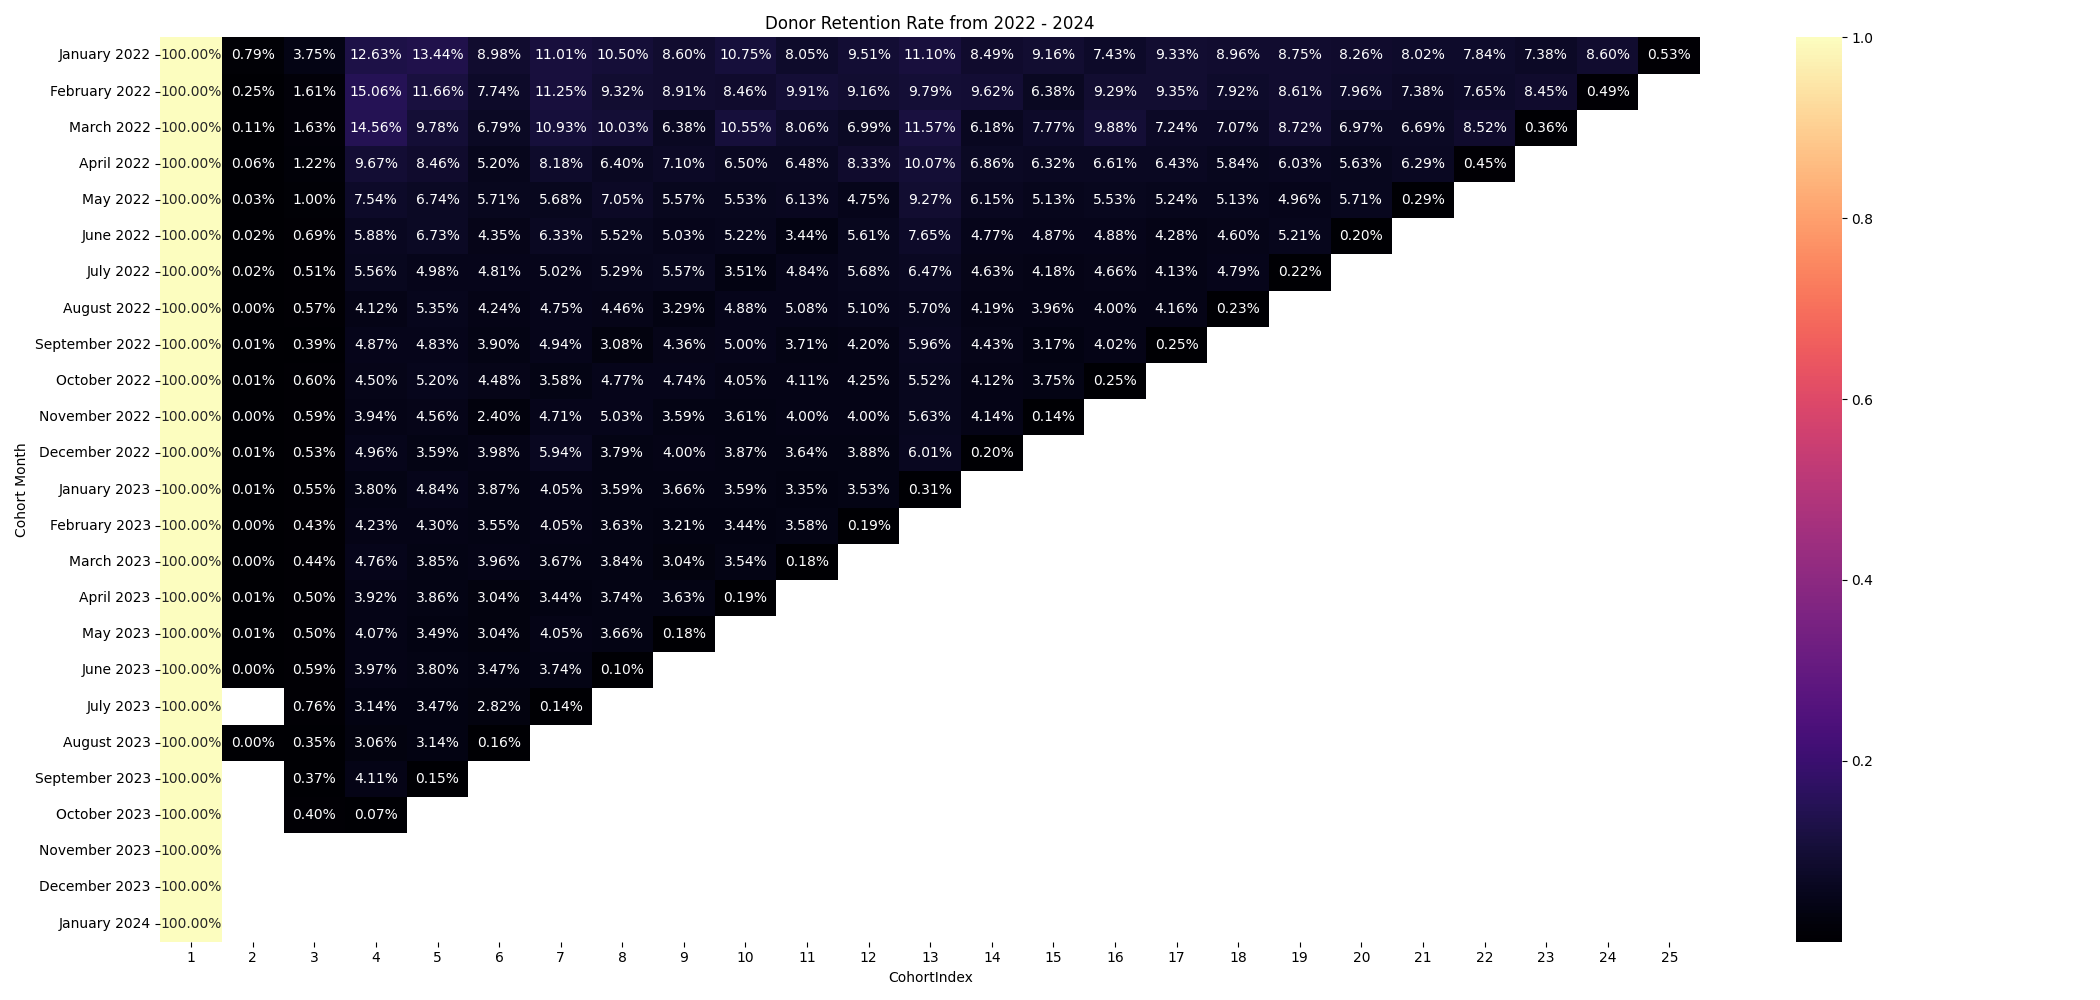 Donor Retention Rate from 2022 - 2024
January 2022 100.00% 0.79% 3.75% 12.63% 13.44% 8.98% 11.01% 10.50% 8.60% 10.75% 8.05% 9.51% 11.10% 8.49% 9.16% 7.43% 9.33% 8.96% 8.75% 8.26% 8.02% 7.84% 7.38% 8.60% 0.53%
February 2022 100.00% 0.25% 1.61% 15.06% 11.66% 7.74% 11.25% 9.32% 8.91% 8.46% 9.91% 9.16% 9.79% 9.62% 6.38% 9.29% 9.35% 7.92% 8.61% 7.96% 7.38% 7.65% 8.45% 0.49%
March 2022 100.00% 0.11% 1.63% 14.56% 9.78% 6.79% 10.93% 10.03% 6.38% 10.55% 8.06% 6.99% 11.57% 6.18% 7.77% 9.88% 7.24% 7.07% 8.72% 6.97% 6.69% 8.52% 0.36%
April 2022 100.00% 0.06% 1.22% 9.67% 8.46% 5.20% 8.18% 6.40% 7.10% 6.50% 6.48% 8.33% 10.07% 6.86% 6.32% 6.61% 6.43% 5.84% 6.03% 5.63% 6.29% 0.45%
May 2022 100.00% 0.03% 1.00% 7.54% 6.74% 5.71% 5.68% 7.05% 5.57% 5.53% 6.13% 4.75% 9.27% 6.15% 5.13% 5.53% 5.24% 5.13% 4.96% 5.71% 0.29%
June 2022 100.00% 0.02% 0.69% 5.88% 6.73% 4.35% 6.33% 5.52% 5.03% 5.22% 3.44% 5.61% 7.65% 4.77% 4.87% 4.88% 4.28% 4.60% 5.21% 0.20%
July 2022 100.00% 0.02% 0.51% 5.56% 4.98% 4.81% 5.02% 5.29% 5.57% 3.51% 4.84% 5.68% 6.47% 4.63% 4.18% 4.66% 4.13% 4.79% 0.22%
August 2022 100.00% 0.00% 0.57% 4.12% 5.35% 4.24% 4.75% 4.46% 3.29% 4.88% 5.08% 5.10% 5.70% 4.19% 3.96% 4.00% 4.16% 0.23%
September 2022 100.00% 0.01% 0.39% 4.87% 4.83% 3.90% 4.94% 3.08% 4.36% 5.00% 3.71% 4.20% 5.96% 4.43% 3.17% 4.02% 0.25%
October 2022 100.00% 0.01% 0.60% 4.50% 5.20% 4.48% 3.58% 4.77% 4.74% 4.05% 4.11% 4.25% 5.52% 4.12% 3.75% 0.25%
November 2022 100.00% 0.00% 0.59% 3.94% 4.56% 2.40% 4.71% 5.03% 3.59% 3.61% 4.00% 4.00% 5.63% 4.14% 0.14%
December 2022 100.00% 0.01% 0.53% 4.96% 3.59% 3.98% 5.94% 3.79% 4.00% 3.87% 3.64% 3.88% 6.01% 0.20%
January 2023 100.00% 0.01% 0.55% 3.80% 4.84% 3.87% 4.05% 3.59% 3.66% 3.59% 3.35% 3.53% 0.31%
February 2023 100.00% 0.00% 0.43% 4.23% 4.30% 3.55% 4.05% 3.63% 3.21% 3.44% 3.58% 0.19%
March 2023 100.00% 0.00% 0.44% 4.76% 3.85% 3.96% 3.67% 3.84% 3.04% 3.54% 0.18%
April 2023 100.00% 0.01% 0.50% 3.92% 3.86% 3.04% 3.44% 3.74% 3.63% 0.19%
May 2023 100.00% 0.01% 0.50% 4.07% 3.49% 3.04% 4.05% 3.66% 0.18%
June 2023 100.00% 0.00% 0.59% 3.97% 3.80% 3.47% 3.74% 0.10%
July 2023 100.00% 0.76% 3.14% 3.47% 2.82% 0.14%
August 2023 100.00% 0.00% 0.35% 3.06% 3.14% 0.16%
September 2023 100.00% 0.37% 4.11% 0.15%
October 2023 100.00% 0.40% 0.07%
November 2023 100.00%
December 2023 100.00%
January 2024 100.00%
1 2 3 4 5 6 7 8 9 10 11 12 13 14 15 16 17 18 19 20 21 22 23 24 25
CohortIndex
Cohort Month
1.0
0.8
0.6
0.4
0.2